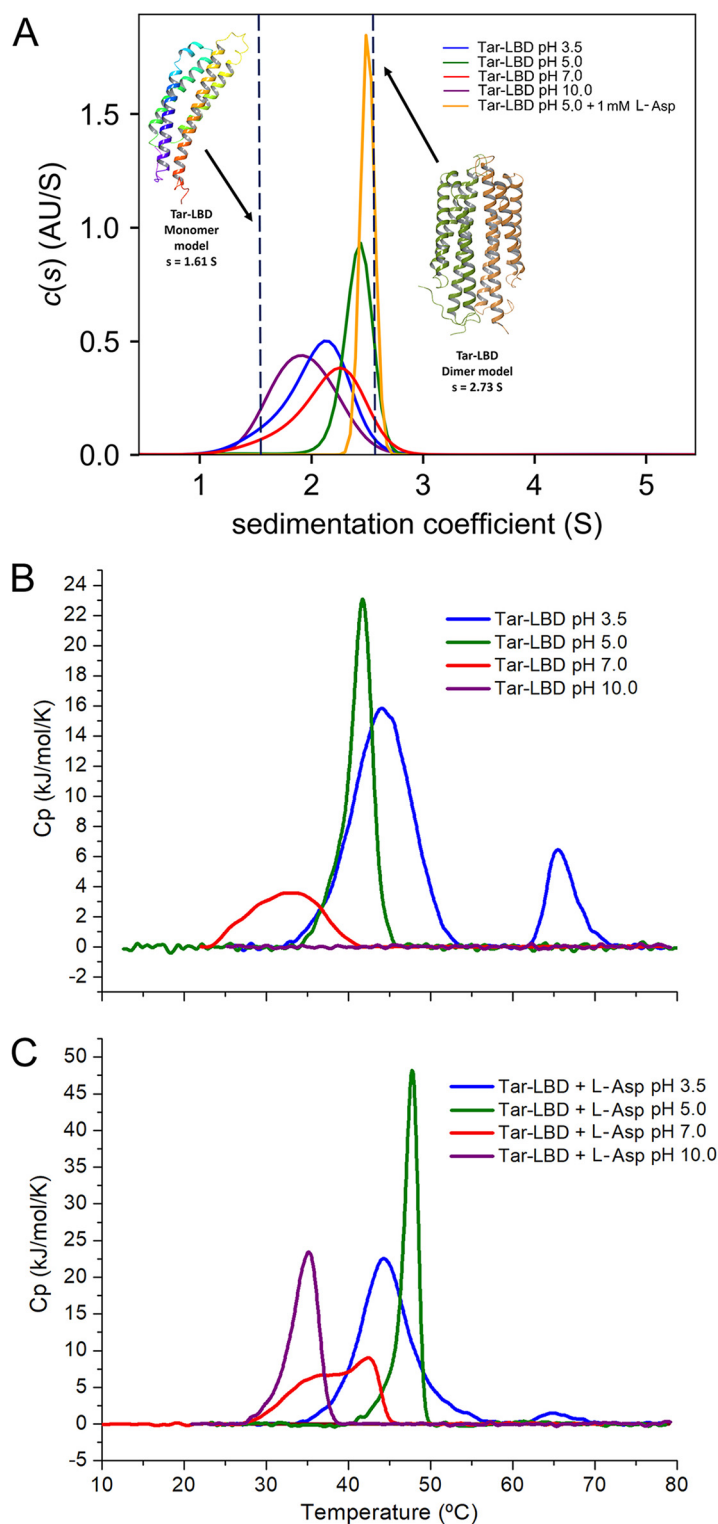 A
Tar-LBD pH 3.5
Tar-LBD pH 5.0
Tar-LBD pH 7.0
Tar-LBD pH 10.0
Tar-LBD pH 5.0 + 1 mM L-Asp
1.5
1.0
0.5
0.0
c(s) (AU/S)
Tar-LBD
Monomer
model
s = 1.61 S
Tar-LBD
Dimer model
s = 2.73 S
1 2 3 4 5
sedimentation coefficient (S)
B
24
22
20
18
16
14
12
10
8
6
4
2
0
-2
Cp (kJ/mol/K)
Tar-LBD pH 3.5
Tar-LBD pH 5.0
Tar-LBD pH 7.0
Tar-LBD pH 10.0
C
50
45
40
35
30
25
20
15
10
5
0
-5
Cp (kJ/mol/K)
Tar-LBD + L-Asp pH 3.5
Tar-LBD + L-Asp pH 5.0
Tar-LBD + L-Asp pH 7.0
Tar-LBD + L-Asp pH 10.0
10 20 30 40 50 60 70 80
Temperature (ºC)